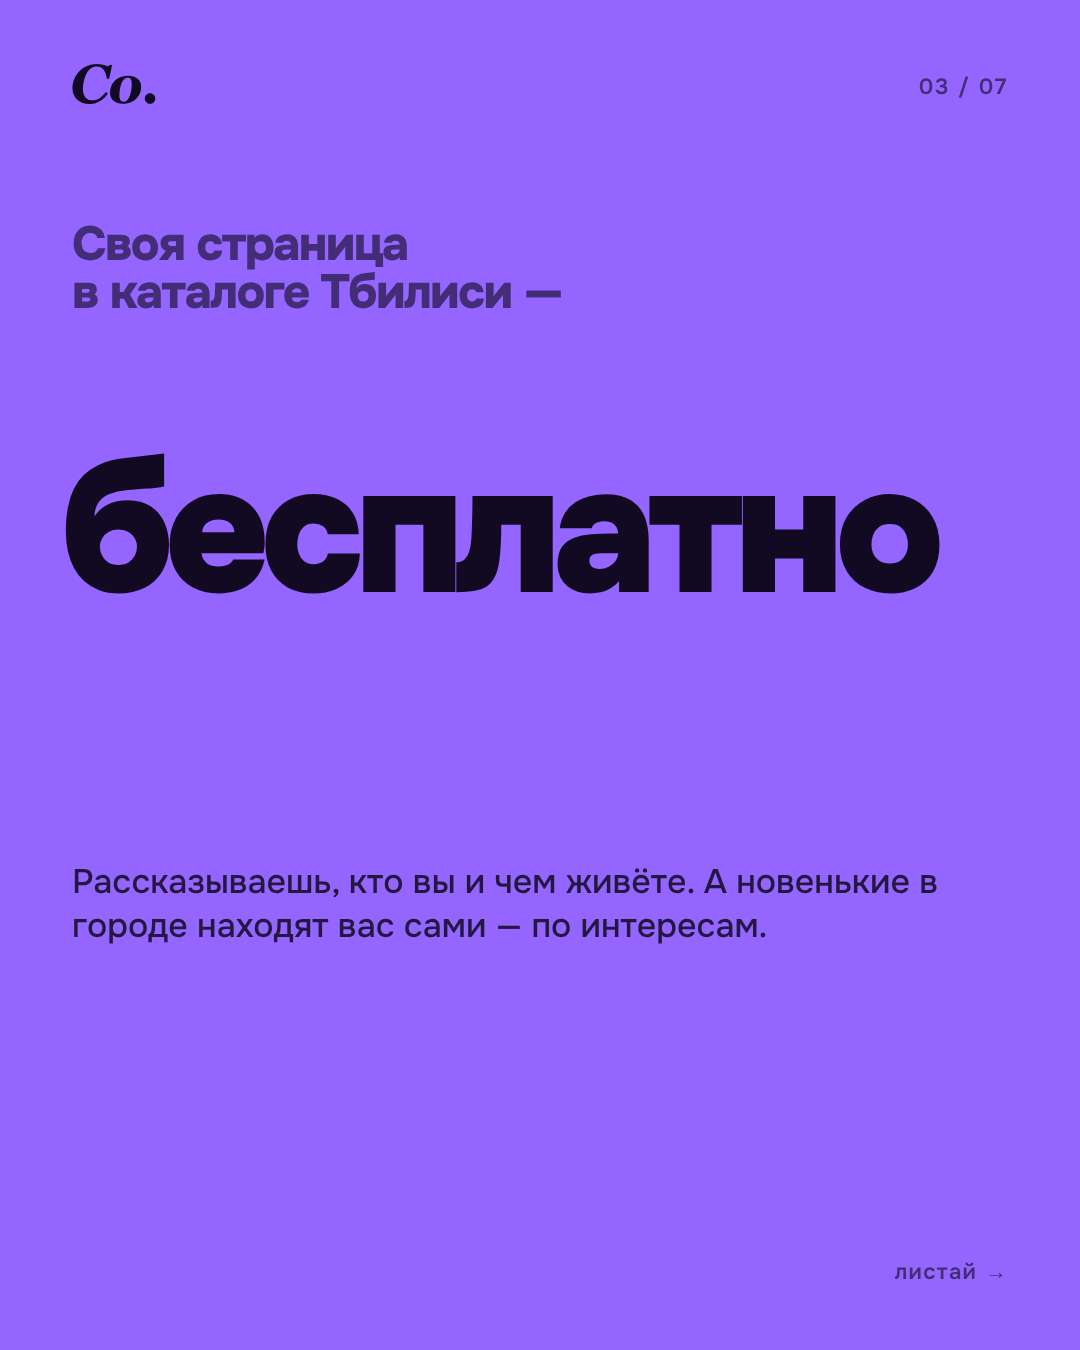 Co.
03 / 07
Своя страница
в каталоге Тбилиси —
бесплатно
Рассказываешь, кто вы и чем живёте. А новенькие в
городе находят вас сами — по интересам.
листай →